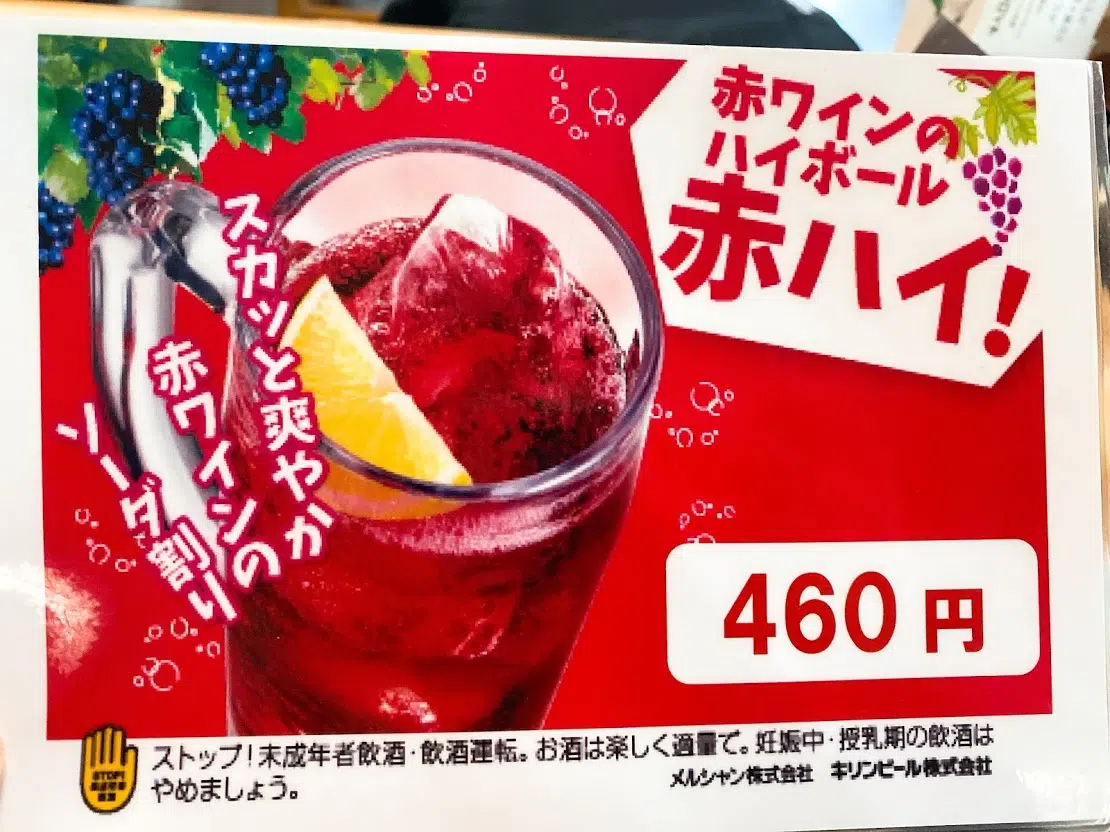 赤ワインの
ハイボール
赤ハイ!
スカッと爽やか
赤ワインの
ソーダ割り
460円
ストップ!未成年者飲酒・飲酒運転。お酒は楽しく適量で。妊娠中・授乳期の飲酒は
やめましょう。
メルシャン株式会社 キリンビール株式会社
STOP!